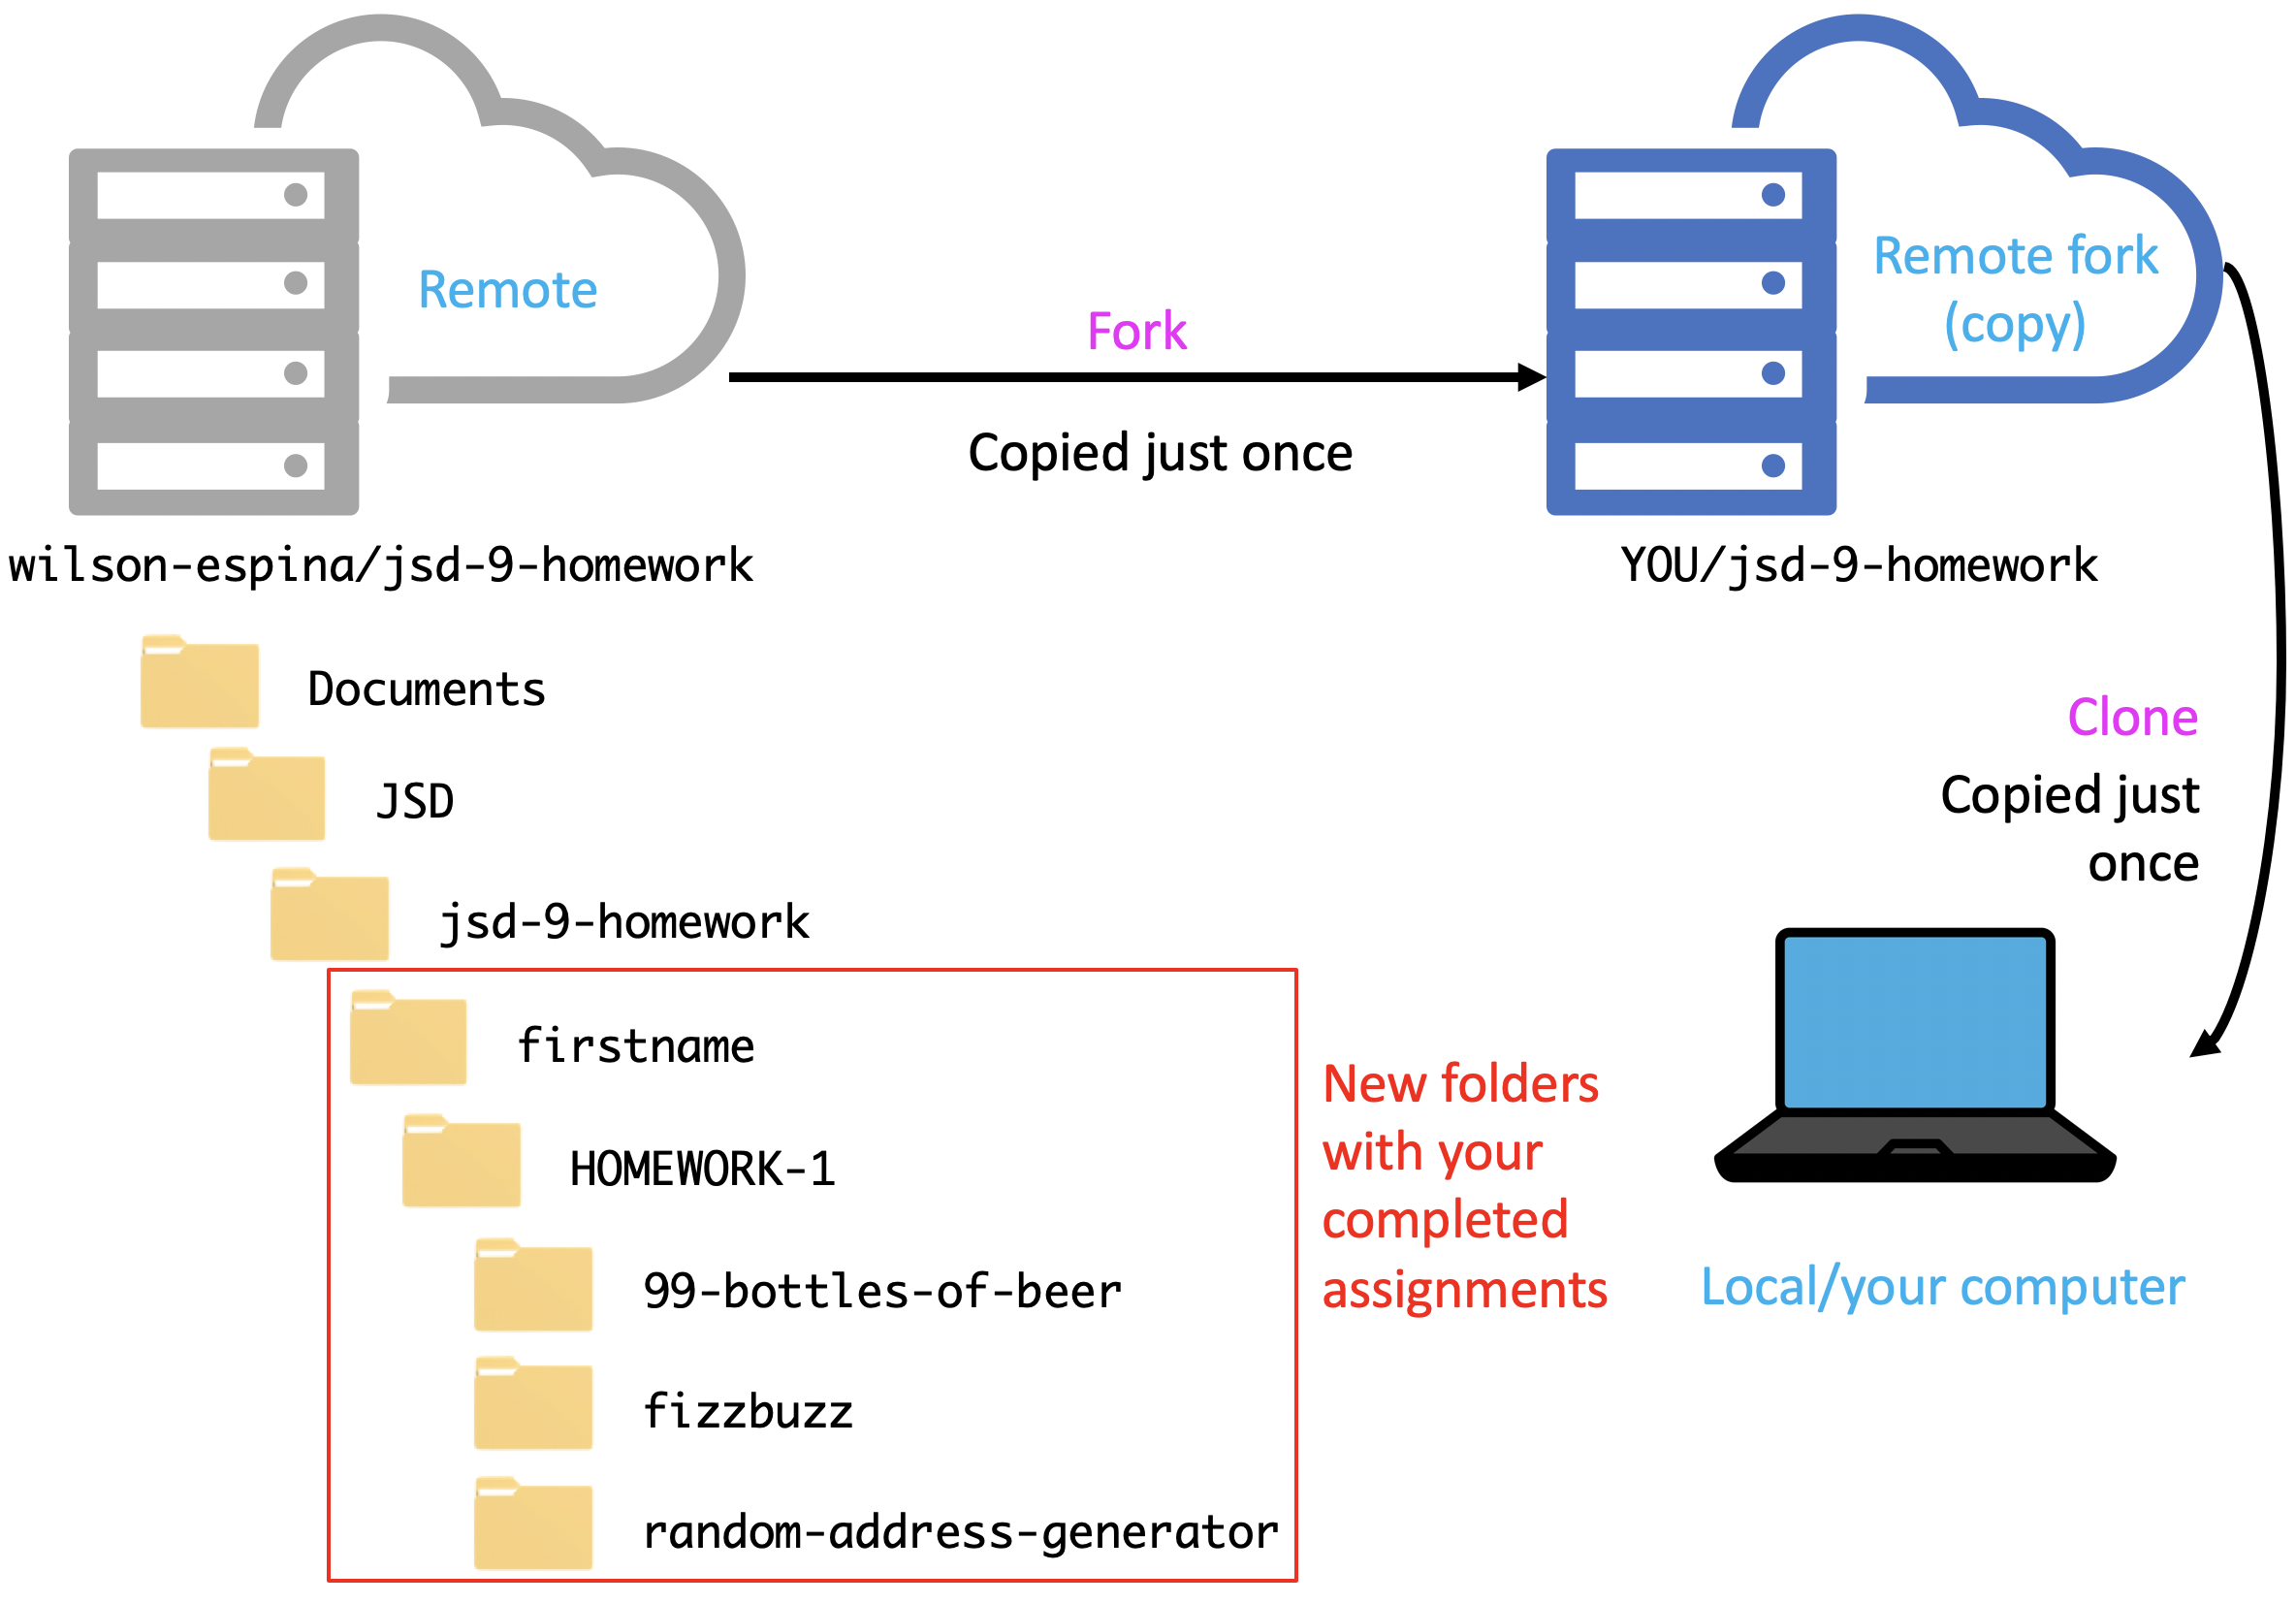 Remote
Fork
Copied just once
Remote fork
(copy)
wilson-espina/jsd-9-homework
YOU/jsd-9-homework
Documents
JSD
jsd-9-homework
firstname
HOMEWORK-1
99-bottles-of-beer
fizzbuzz
random-address-generator
New folders
with your
completed
assignments
Clone
Copied just
once
Local/your computer